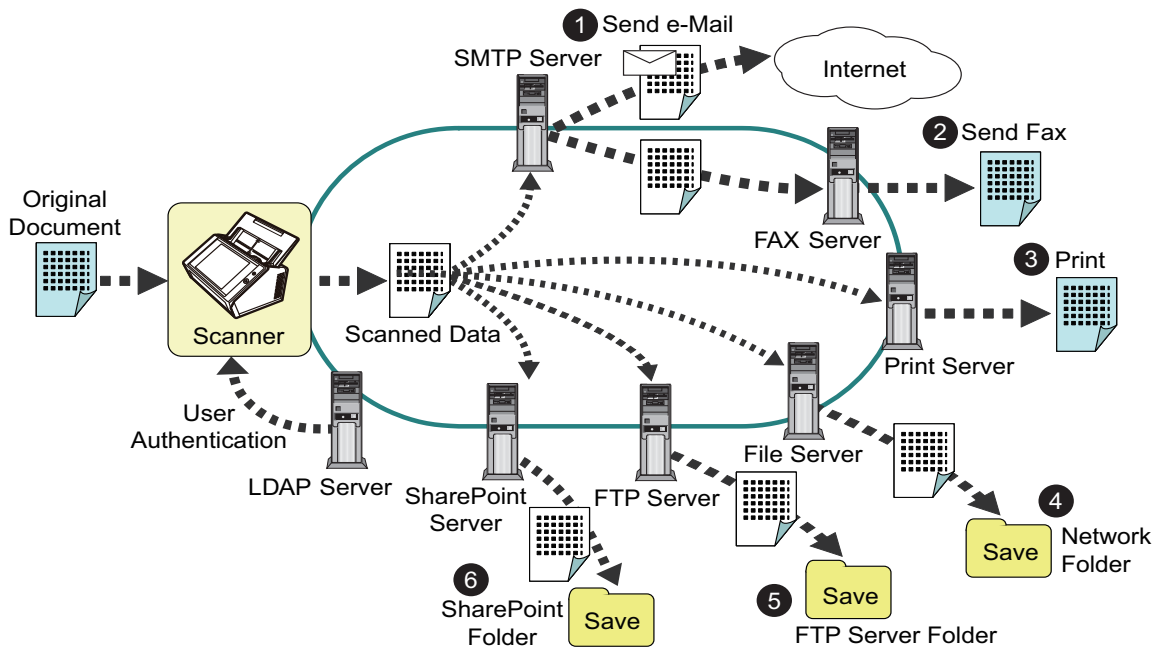 1 Send e-Mail
SMTP Server
Internet
2 Send Fax
Original
Document
FAX Server
3 Print
Scanner
Scanned Data
Print Server
User
Authentication
LDAP Server
SharePoint
Server
FTP Server
File Server
4 Network
Folder
Save
5 Save
FTP Server Folder
6 SharePoint
Folder
Save